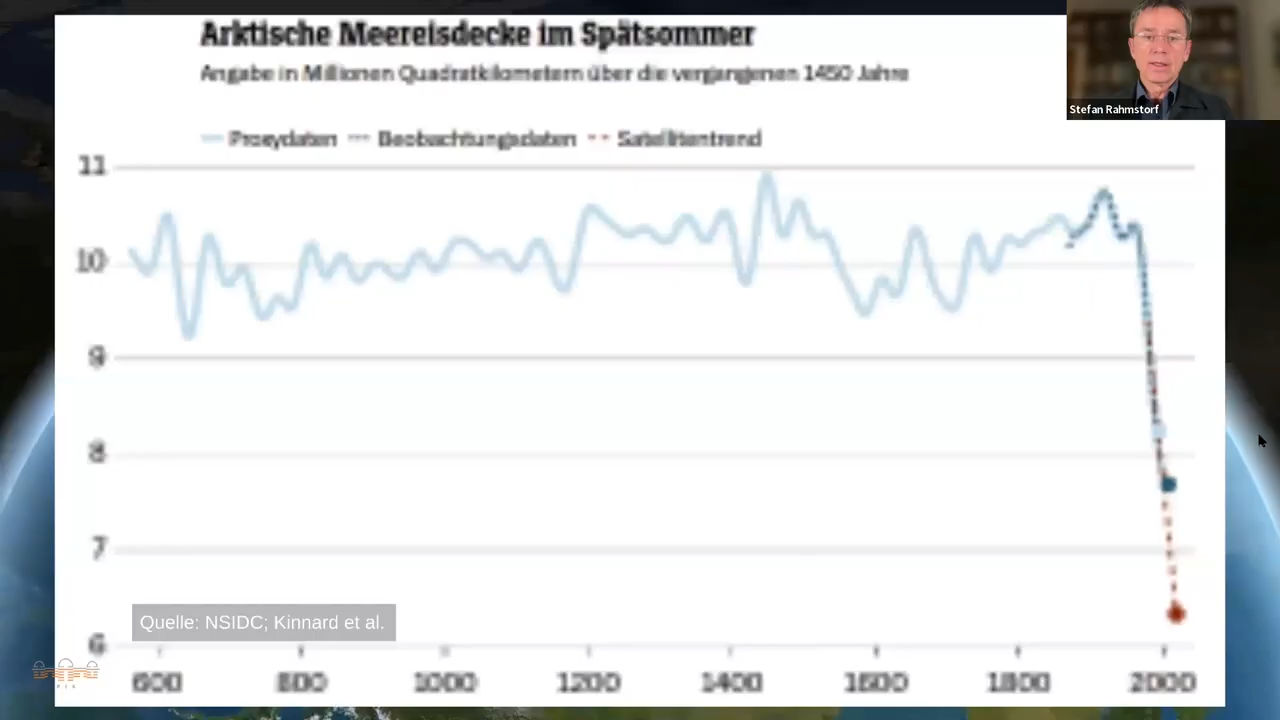 Arktische Meereisdecke im Spätsommer
Angabe in Millionen Quadratkilometern über die vergangenen 1450 Jahre
Stefan Rahmstorf
Proxydaten Beobachtungsdaten Satellitentrend
11
10
9
8
7
6
Quelle: NSIDC; Kinnard et al.
600 800 1000 1200 1400 1600 1800 2000
PIK